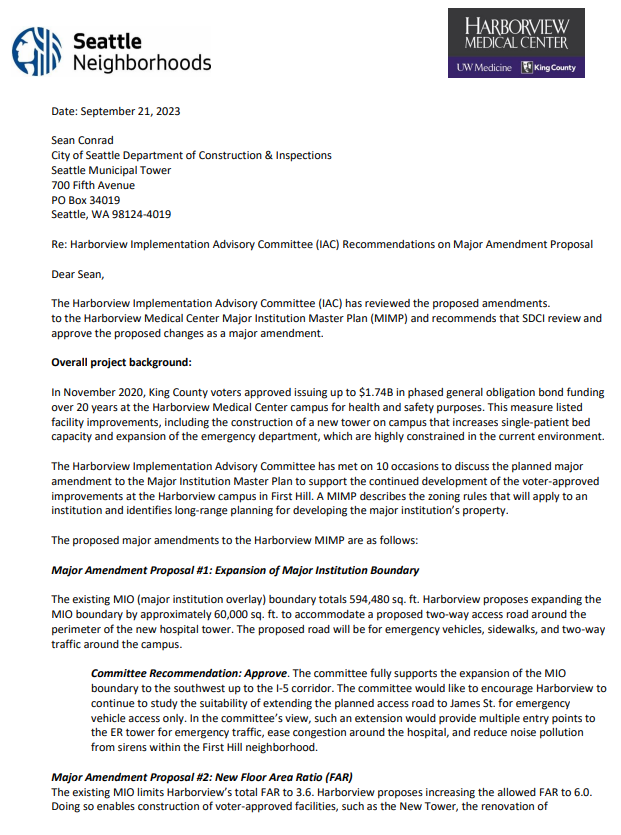 Seattle
Neighborhoods
HARBORVIEW
MEDICAL CENTER
UW Medicine King County
Date: September 21, 2023
Sean Conrad
City of Seattle Department of Construction & Inspections
Seattle Municipal Tower
700 Fifth Avenue
PO Box 34019
Seattle, WA 98124-4019
Re: Harborview Implementation Advisory Committee (IAC) Recommendations on Major Amendment Proposal
Dear Sean,
The Harborview Implementation Advisory Committee (IAC) has reviewed the proposed amendments.
to the Harborview Medical Center Major Institution Master Plan (MIMP) and recommends that SDCI review and
approve the proposed changes as a major amendment.
Overall project background:
In November 2020, King County voters approved issuing up to $1.74B in phased general obligation bond funding
over 20 years at the Harborview Medical Center campus for health and safety purposes. This measure listed
facility improvements, including the construction of a new tower on campus that increases single-patient bed
capacity and expansion of the emergency department, which are highly constrained in the current environment.
The Harborview Implementation Advisory Committee has met on 10 occasions to discuss the planned major
amendment to the Major Institution Master Plan to support the continued development of the voter-approved
improvements at the Harborview campus in First Hill. A MIMP describes the zoning rules that will apply to an
institution and identifies long-range planning for developing the major institution's property.
The proposed major amendments to the Harborview MIMP are as follows:
Major Amendment Proposal #1: Expansion of Major Institution Boundary
The existing MIO (major institution overlay) boundary totals 594,480 sq. ft. Harborview proposes expanding the
MIO boundary by approximately 60,000 sq. ft. to accommodate a proposed two-way access road around the
perimeter of the new hospital tower. The proposed road will be for emergency vehicles, sidewalks, and two-way
traffic around the campus.
Committee Recommendation: Approve. The committee fully supports the expansion of the MIO
boundary to the southwest up to the I-5 corridor. The committee would like to encourage Harborview to
continue to study the suitability of extending the planned access road to James St. for emergency
vehicle access only. In the committee's view, such an extension would provide multiple entry points to
the ER tower for emergency traffic, ease congestion around the hospital, and reduce noise pollution
from sirens within the First Hill neighborhood.
Major Amendment Proposal #2: New Floor Area Ratio (FAR)
The existing MIO limits Harborview's total FAR to 3.6. Harborview proposes increasing the allowed FAR to 6.0.
Doing so enables construction of voter-approved facilities, such as the New Tower, the renovation of